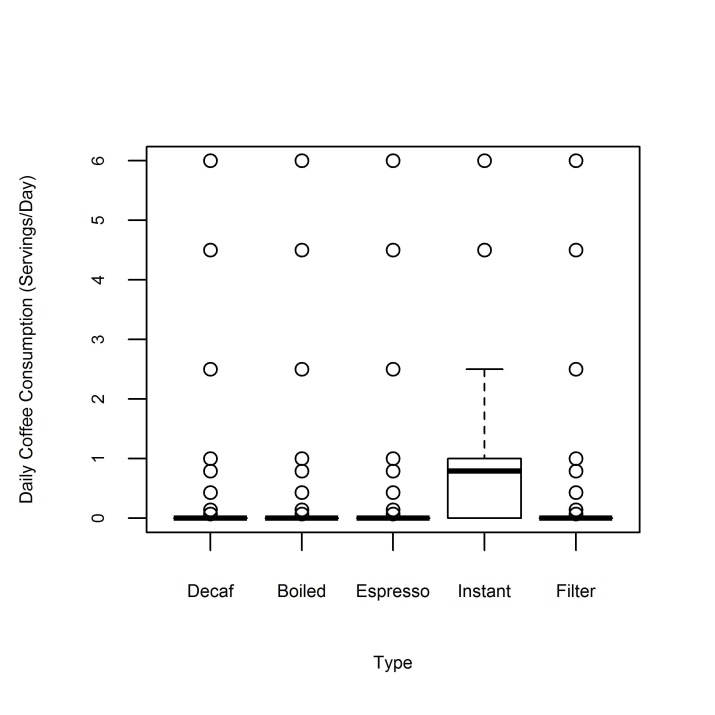 Daily Coffee Consumption (Servings/Day)
6
5
4
3
2
1
0
Decaf Boiled Espresso Instant Filter
Type